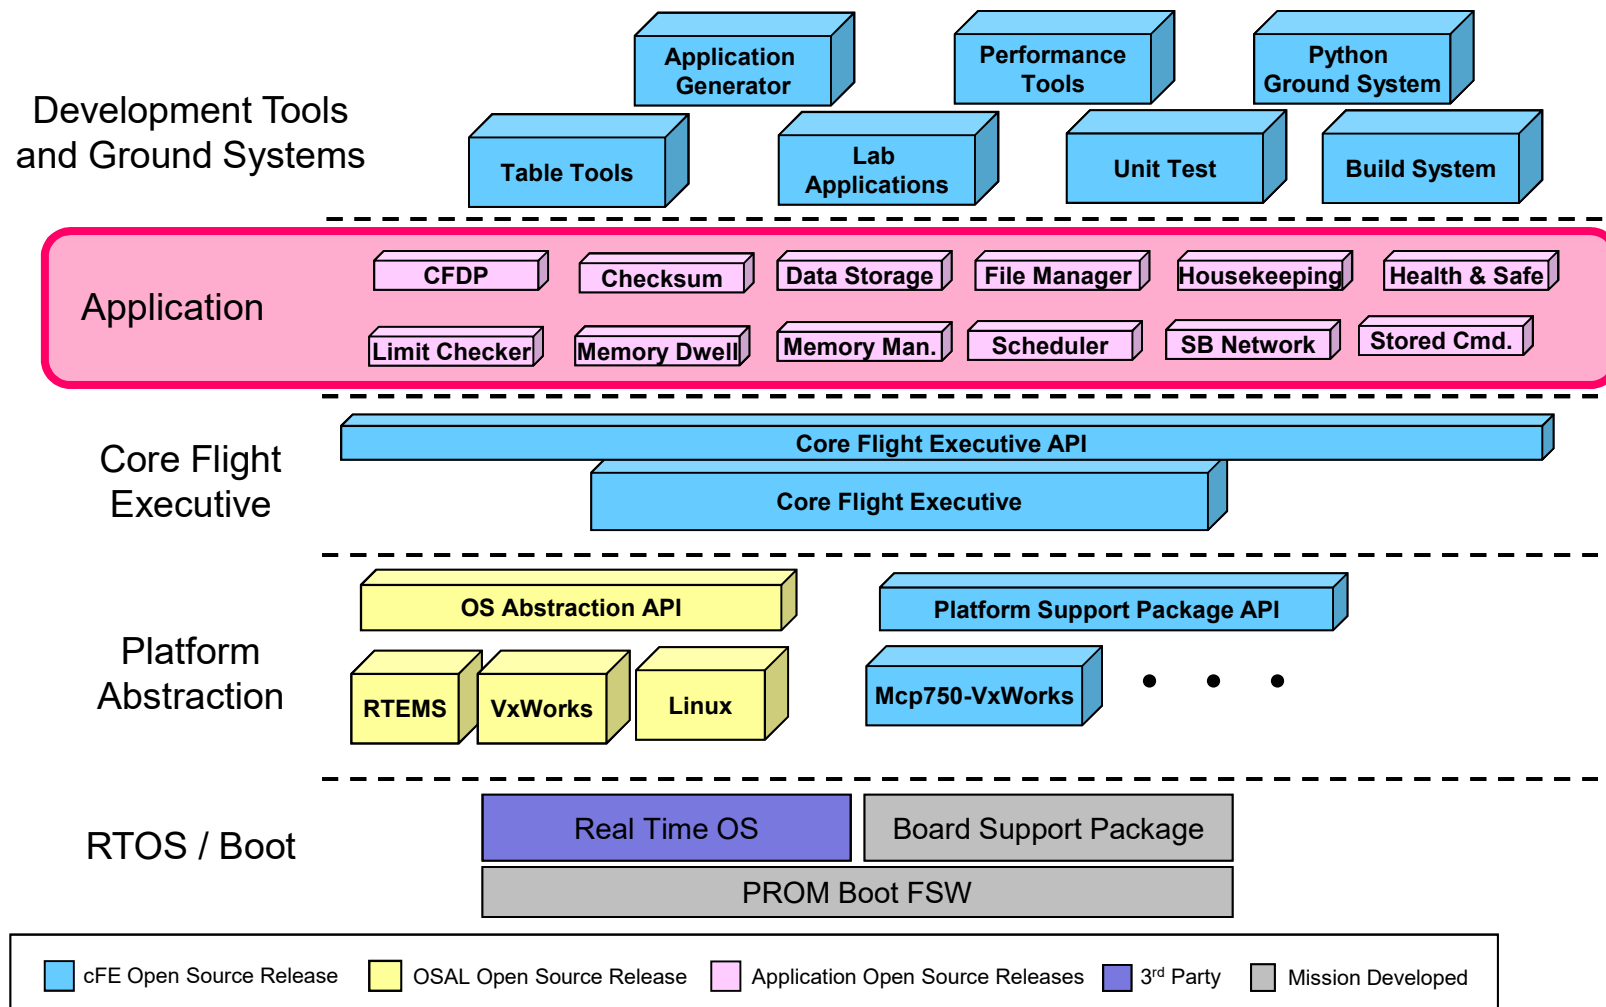 Application
Generator
Performance
Tools
Python
Ground System
Development Tools
and Ground Systems
Table Tools
Lab
Applications
Unit Test
Build System
Application
CFDP
Checksum
Data Storage
File Manager
Housekeeping
Health & Safe
Limit Checker
Memory Dwell
Memory Man.
Scheduler
SB Network
Stored Cmd.
Core Flight
Executive
Core Flight Executive API
Core Flight Executive
Platform
Abstraction
OS Abstraction API
Platform Support Package API
RTEMS
VxWorks
Linux
Mcp750-VxWorks
• • •
RTOS / Boot
Real Time OS
Board Support Package
PROM Boot FSW
cFE Open Source Release
OSAL Open Source Release
Application Open Source Releases
3rd Party
Mission Developed